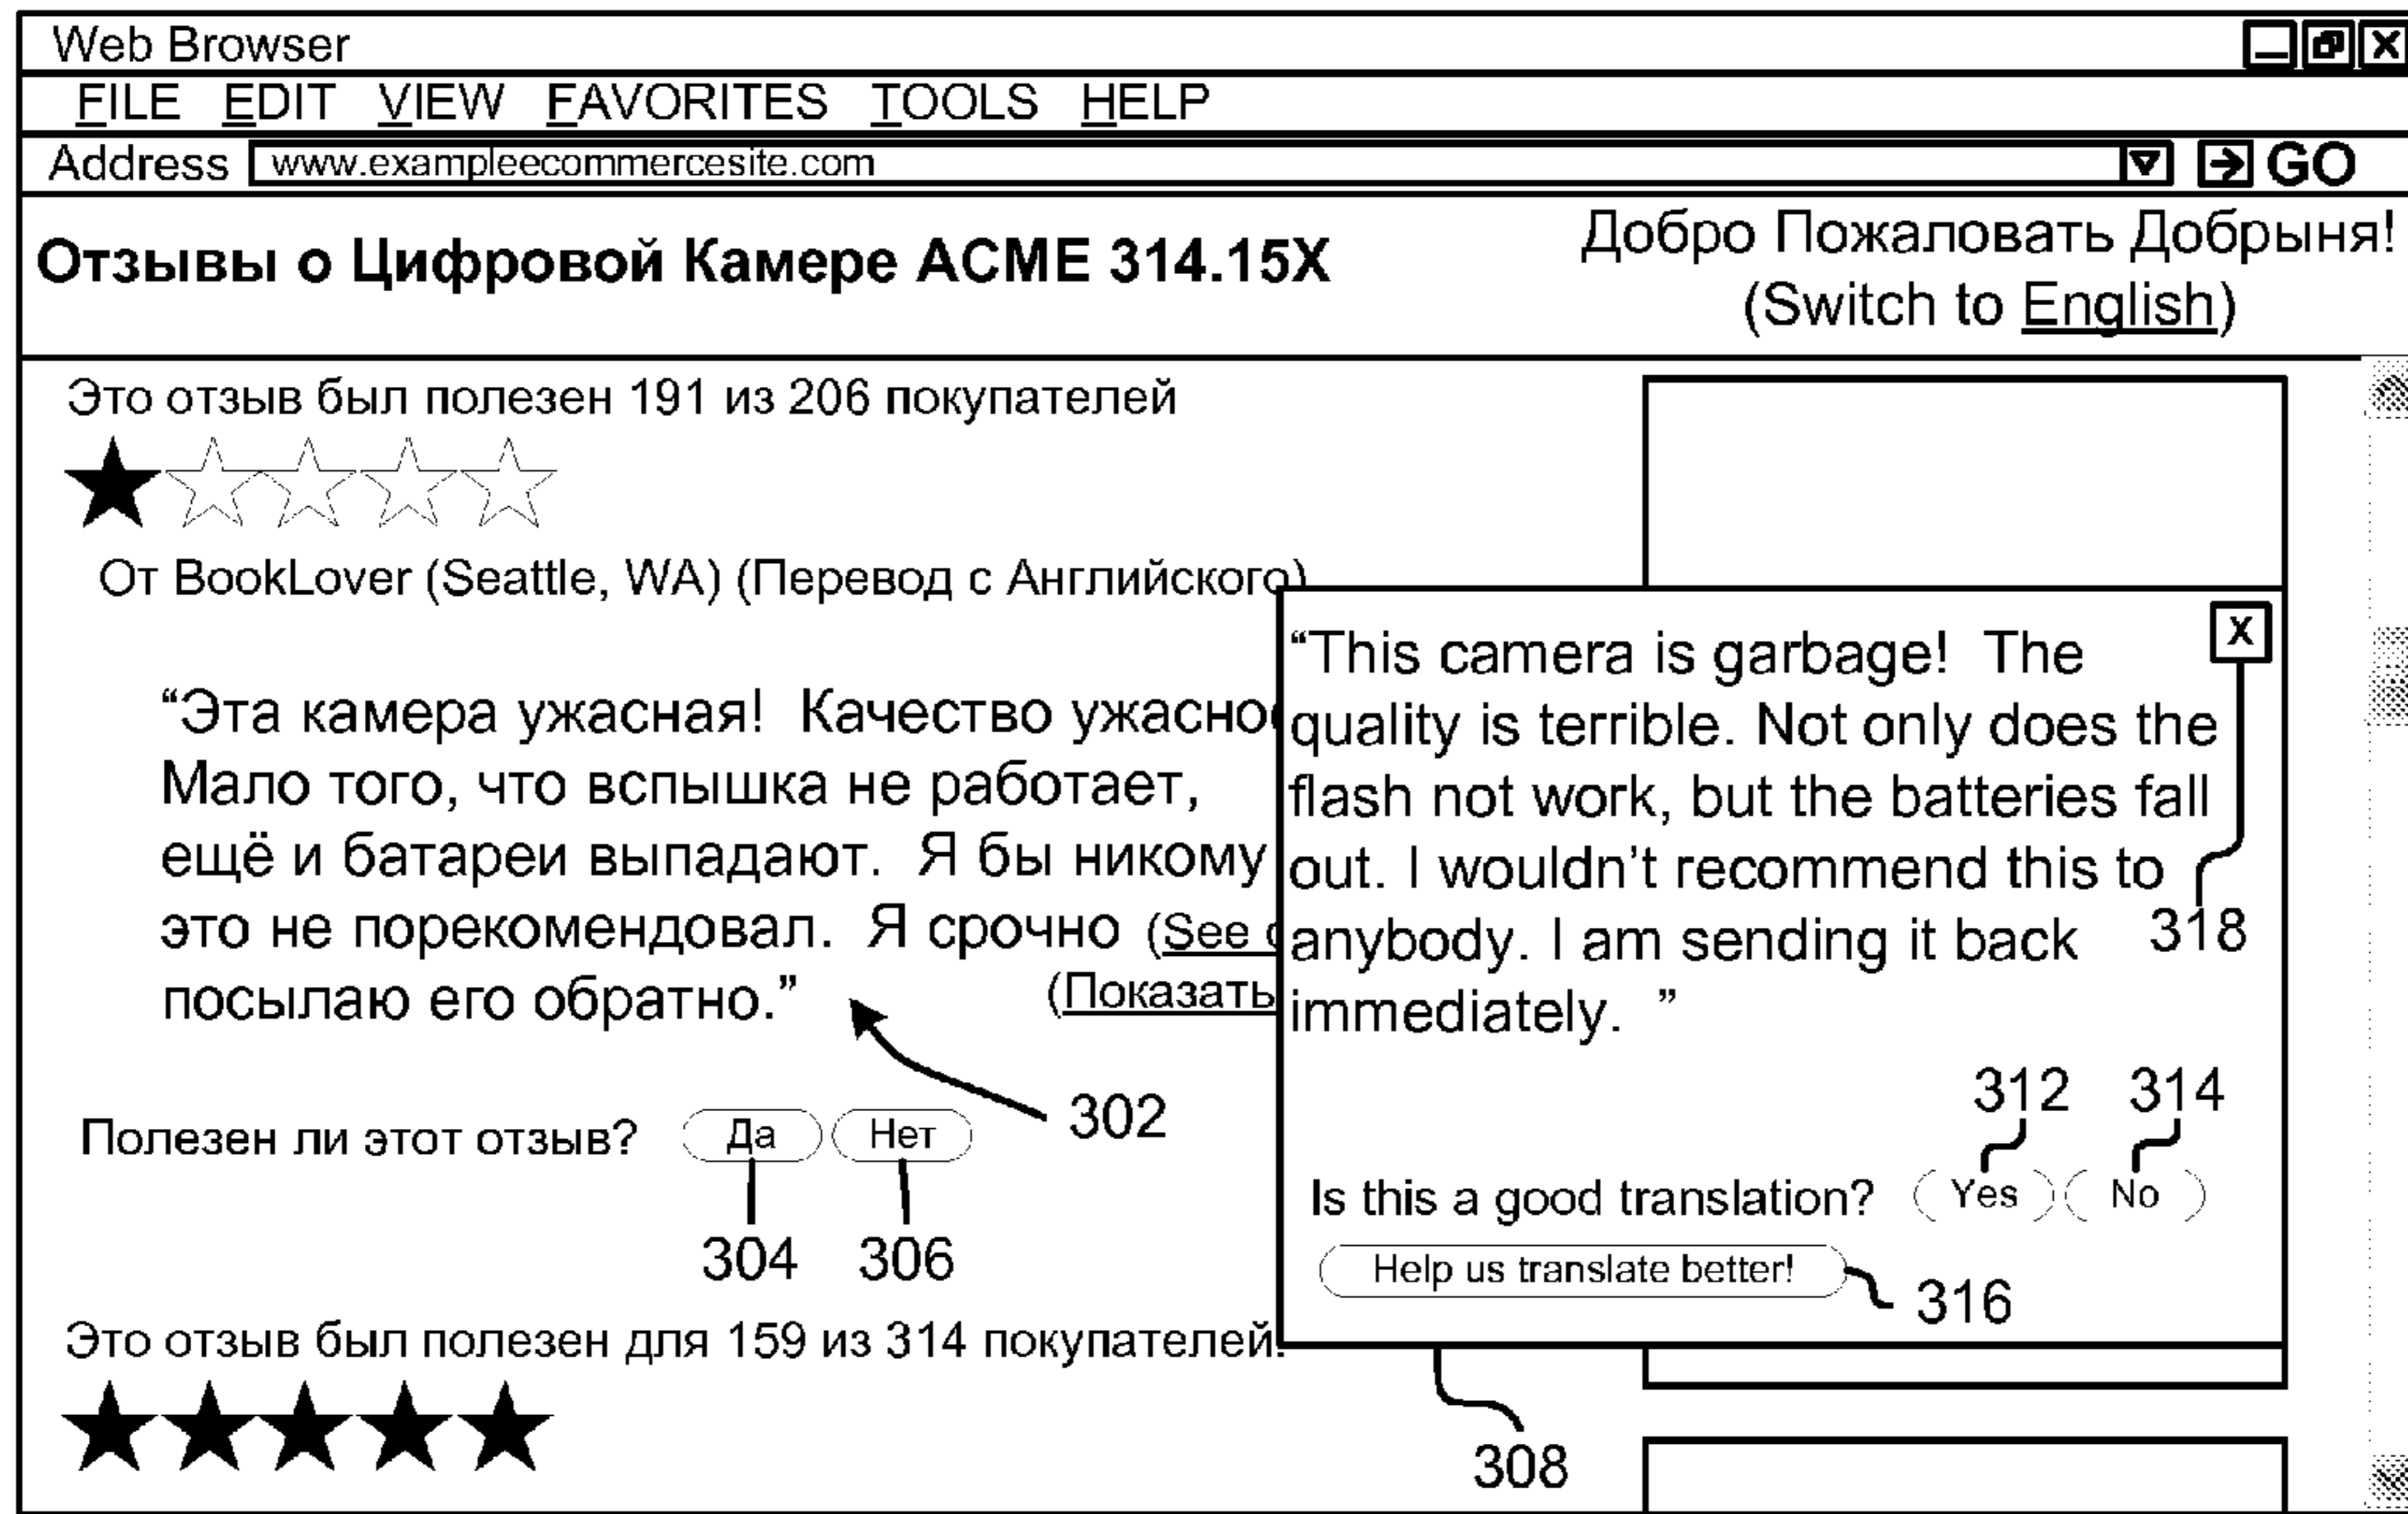 Web Browser
FILE EDIT VIEW FAVORITES TOOLS HELP
Address www.exampleecommercesite.com GO
Отзывы о Цифровой Камере ACME 314.15X
Добро Пожаловать Добрыня!
(Switch to English)
Это отзыв был полезен 191 из 206 покупателей
От BookLover (Seattle, WA) (Перевод с Английского)
“Эта камера ужасная! Качество
Мало того, что вспышка не работает,
ещё и батареи выпадают. Я бы никому
это не порекомендовал. Я срочно (See
посылаю его обратно.” (Показать
302
Полезен ли этот отзыв? Да Нет
304 306
“This camera is garbage! The X
quality is terrible. Not only does the
flash not work, but the batteries fall
out. I wouldn’t recommend this to
anybody. I am sending it back 318
immediately. ”
312 314
Is this a good translation? Yes No
Help us translate better! 316
Это отзыв был полезен для 159 из 314 покупателей.
308